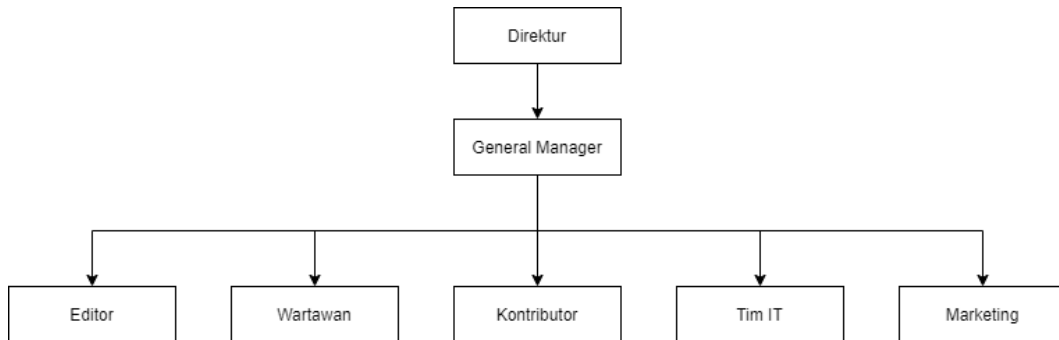 Direktur
General Manager
Editor
Wartawan
Kontributor
Tim IT
Marketing